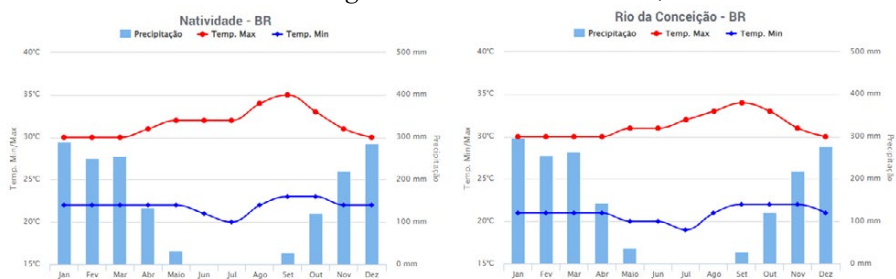 Natividade - BR
Precipitação Temp. Max Temp. Min
40°C
35°C
30°C
25°C
20°C
15°C
Temp. Min/Max
500 mm
400 mm
300 mm
200 mm
100 mm
0 mm
Precipitação
Jan Fev Mar Abr Maio Jun Jul Ago Set Out Nov Dez
Rio da Conceição - BR
Precipitação Temp. Max Temp. Min
40°C
35°C
30°C
25°C
20°C
15°C
Temp. Min/Max
500 mm
400 mm
300 mm
200 mm
100 mm
0 mm
Precipitação
Jan Fev Mar Abr Maio Jun Jul Ago Set Out Nov Dez